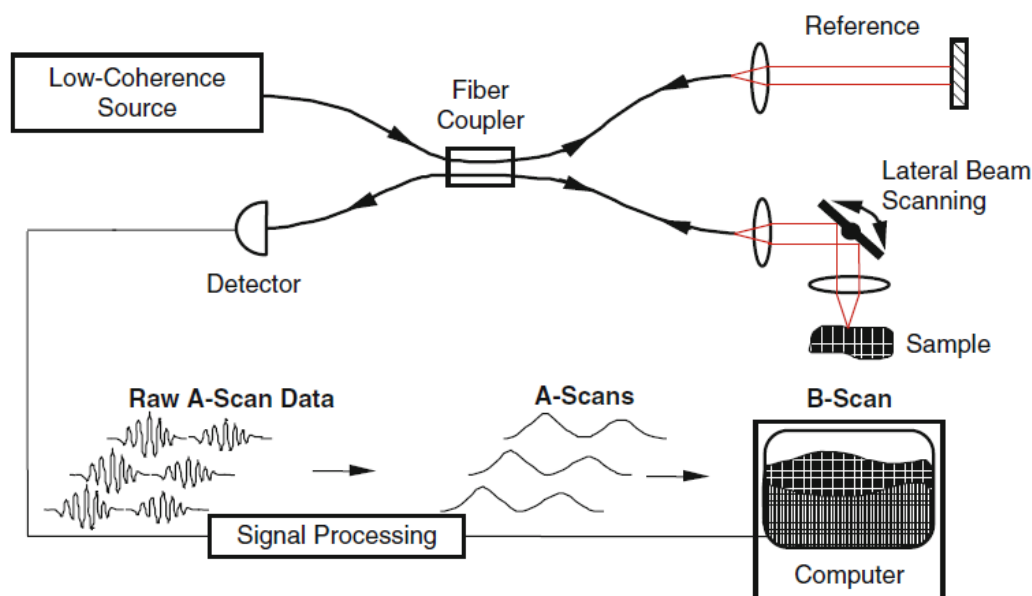 Reference
Low-Coherence
Source
Fiber
Coupler
Lateral Beam
Scanning
Detector
Sample
Raw A-Scan Data
A-Scans
B-Scan
Signal Processing
Computer